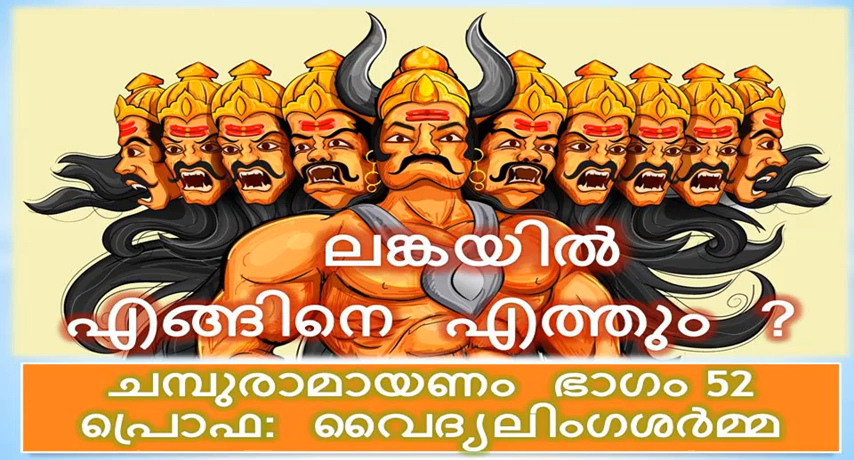 ലങ്കയിൽ
എങ്ങിനെ എത്തും ?
ചമ്പുരാമായണം ഭാഗം 52
പ്രൊഫ: വൈദ്യലിംഗശർമ്മ